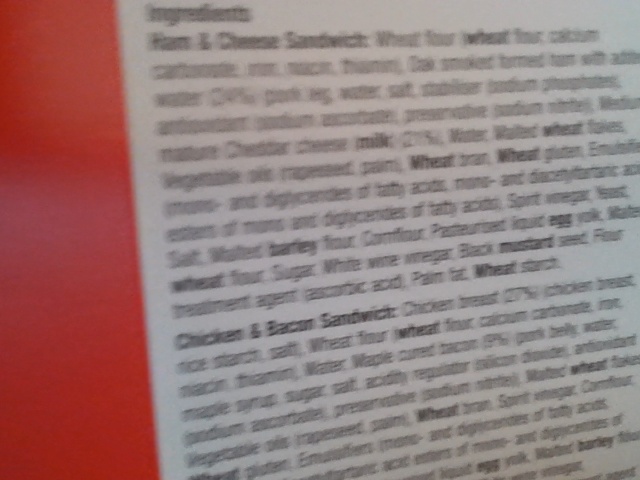 Ingredients
Ham & Cheese Sandwich: Wheat flour (wheat flour, calcium
carbonate, iron, niacin, thiamin), Oak smoked formed ham with added
water (24%) (pork leg, water, salt, stabiliser (sodium phosphates),
antioxidant (sodium ascorbate), preservative (sodium nitrite)),
mature Cheddar cheese (milk) (21%), Water, Malted wheat flakes,
Vegetable oils (rapeseed, palm), Wheat bran, Wheat gluten, Emulsifiers
(mono- and diglycerides of fatty acids, mono- and diacetyltartaric acid
esters of mono- and diglycerides of fatty acids), Spirit vinegar, Yeast,
Salt, Malted barley flour, Cornflour, Pasteurised liquid egg yolk, Malted
wheat flour, Sugar, White wine vinegar, Black mustard seed, Flour
treatment agent (ascorbic acid), Palm fat, Wheat starch.
Chicken & Bacon Sandwich: Chicken breast (27%) (chicken breast,
rice starch, salt), Wheat flour (wheat flour, calcium carbonate, iron,
niacin, thiamin), Water, Maple cured bacon (9%) (pork belly, water,
maple syrup, sugar, salt, acidity regulator silicon dioxide, antioxidant
(sodium ascorbate), preservative (sodium nitrite)), Malted wheat flakes,
Vegetable oils (rapeseed, palm), Wheat bran, Spirit vinegar, Cornflour,
Wheat gluten, Emulsifiers (mono- and diglycerides of fatty acids,
diacetyltartaric acid esters of mono- and diglycerides of
liquid egg yolk, Malted barley flour,
wine vinegar,